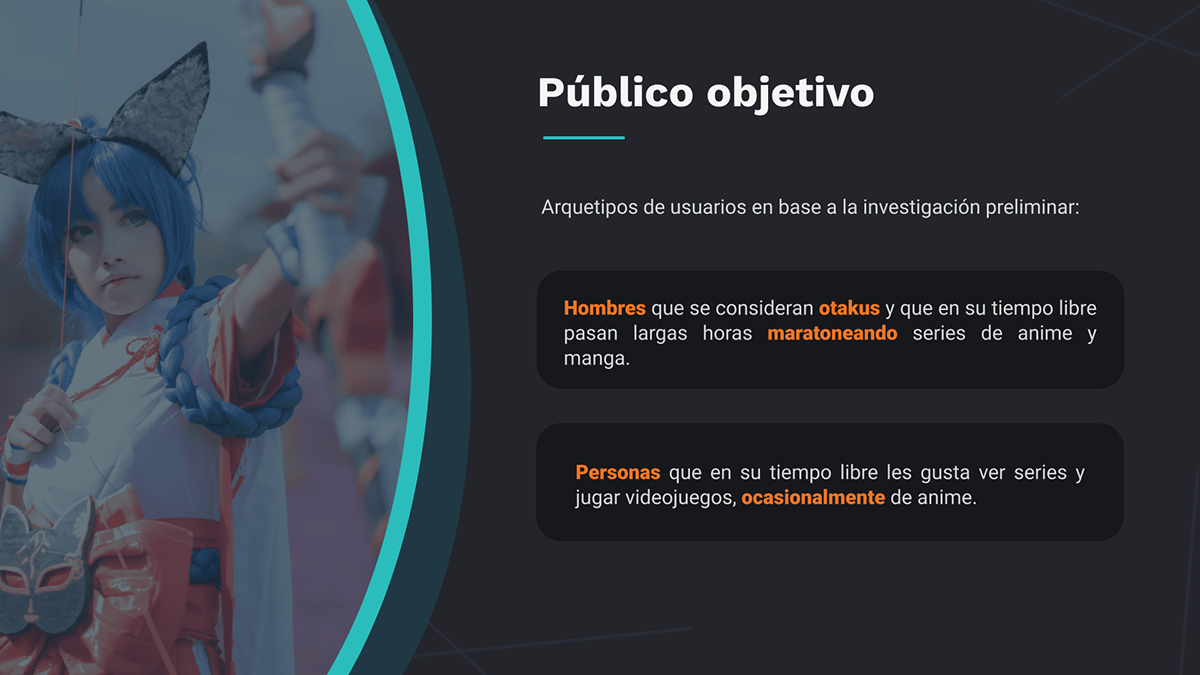 Público objetivo
Arquetipos de usuarios en base a la investigación preliminar:
Hombres que se consideran otakus y que en su tiempo libre
pasan largas horas maratoneando series de anime y
manga.
Personas que en su tiempo libre les gusta ver series y
jugar videojuegos, ocasionalmente de anime.